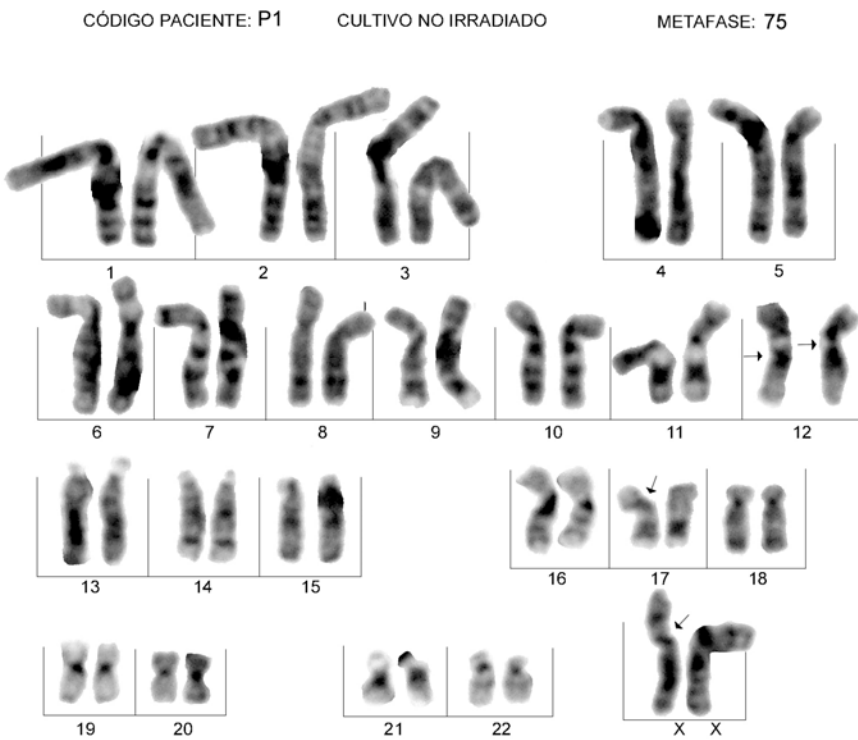 CÓDIGO PACIENTE: P1 CULTIVO NO IRRADIADO METAFASE: 75
1 2 3 4 5
6 7 8 9 10 11 12
13 14 15 16 17 18
19 20 21 22 X X